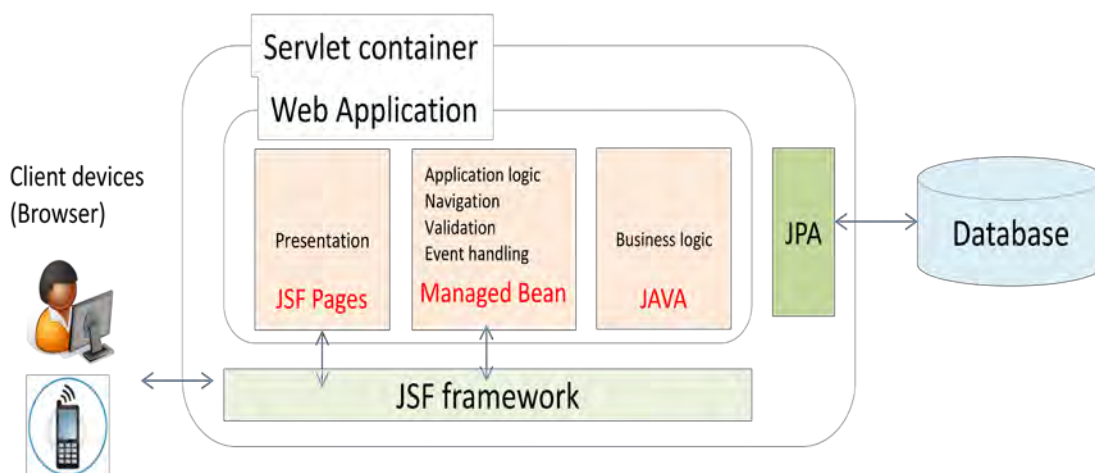 Servlet container
Web Application
Client devices
(Browser)
Presentation
JSF Pages
Application logic
Navigation
Validation
Event handling
Managed Bean
Business logic
JAVA
JPA
Database
JSF framework